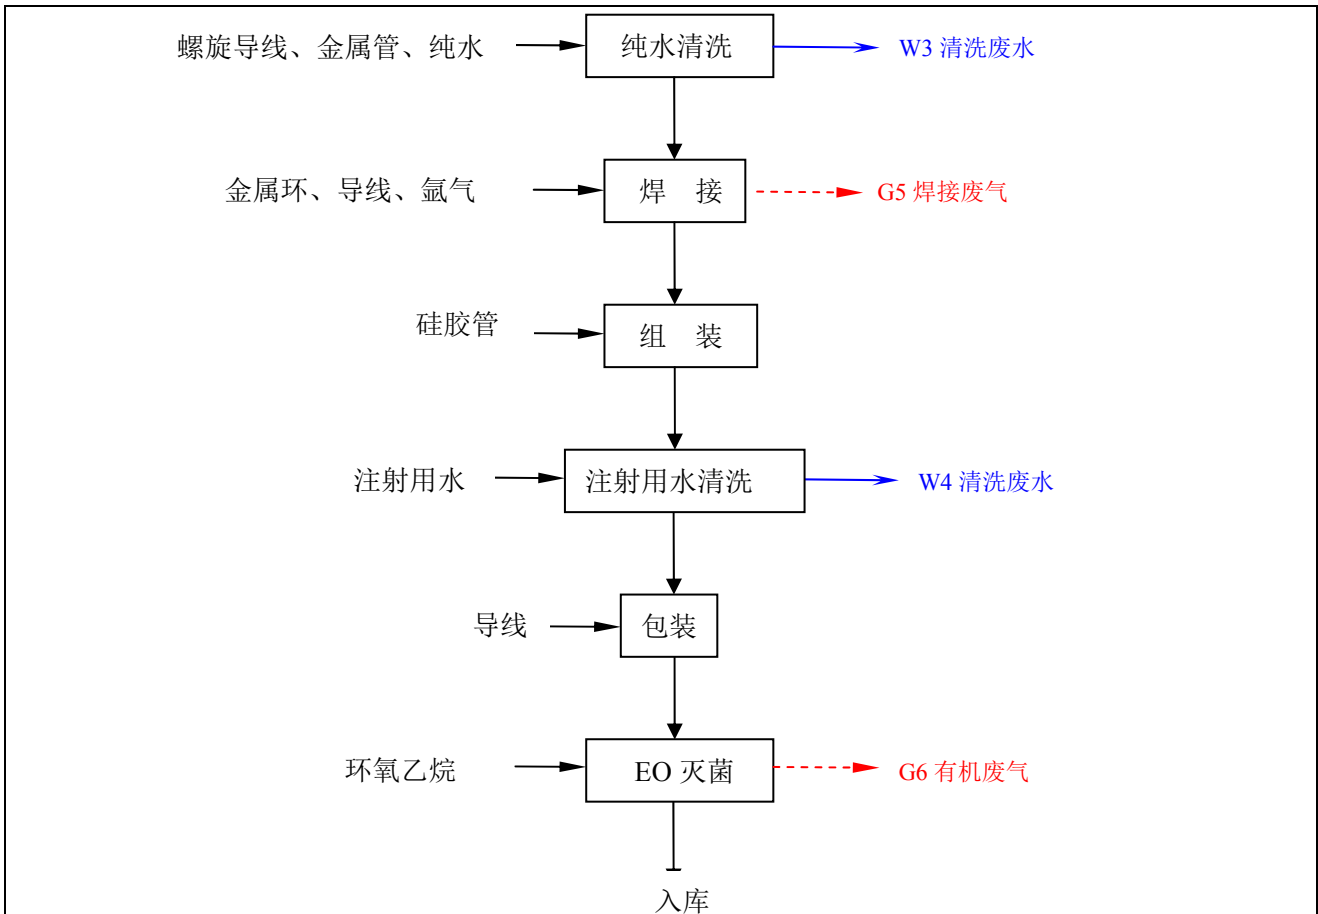 螺旋导线、金属管、纯水 纯水清洗 W3 清洗废水
金属环、导线、氩气 焊 接 G5 焊接废气
硅胶管 组 装
注射用水 注射用水清洗 W4 清洗废水
导线 包装
环氧乙烷 EO 灭菌 G6 有机废气
入库